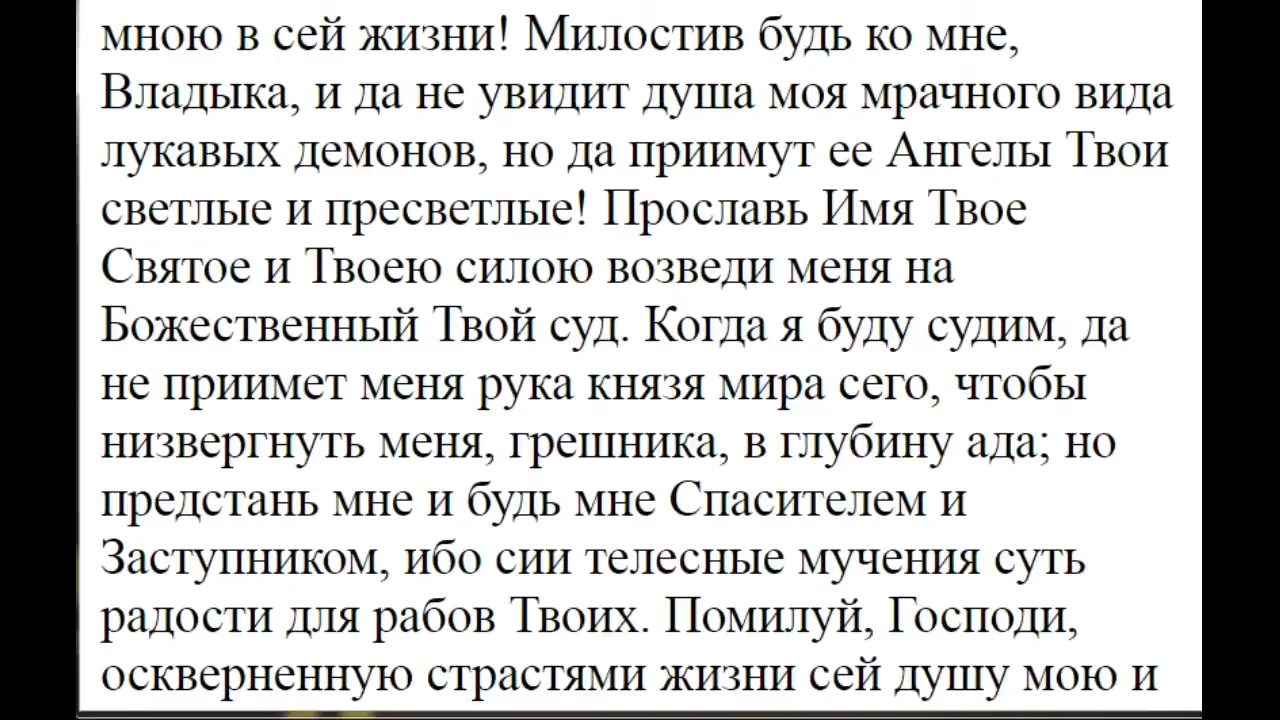 мною в сей жизни! Милостив будь ко мне,
Владыка, и да не увидит душа моя мрачного вида
лукавых демонов, но да приимут ее Ангелы Твои
светлые и пресветлые! Прославь Имя Твое
Святое и Твоею силою возведи меня на
Божественный Твой суд. Когда я буду судим, да
не приимет меня рука князя мира сего, чтобы
низвергнуть меня, грешника, в глубину ада; но
предстань мне и будь мне Спасителем и
Заступником, ибо сии телесные мучения суть
радости для рабов Твоих. Помилуй, Господи,
оскверненную страстями жизни сей душу мою и